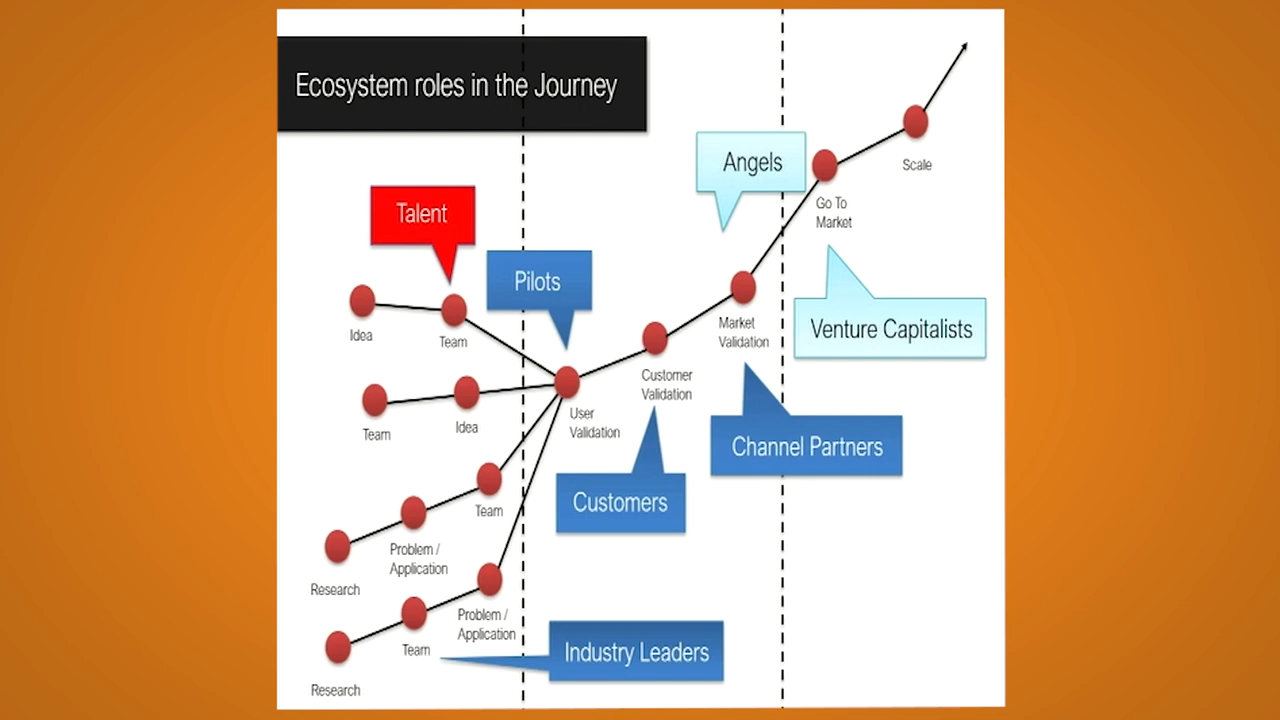 Ecosystem roles in the Journey
Angels
Scale
Talent
Go To
Market
Pilots
Idea
Team
Market
Validation
Venture Capitalists
Customer
Validation
Team
Idea
User
Validation
Channel Partners
Team
Customers
Problem /
Application
Research
Problem /
Application
Team
Industry Leaders
Research